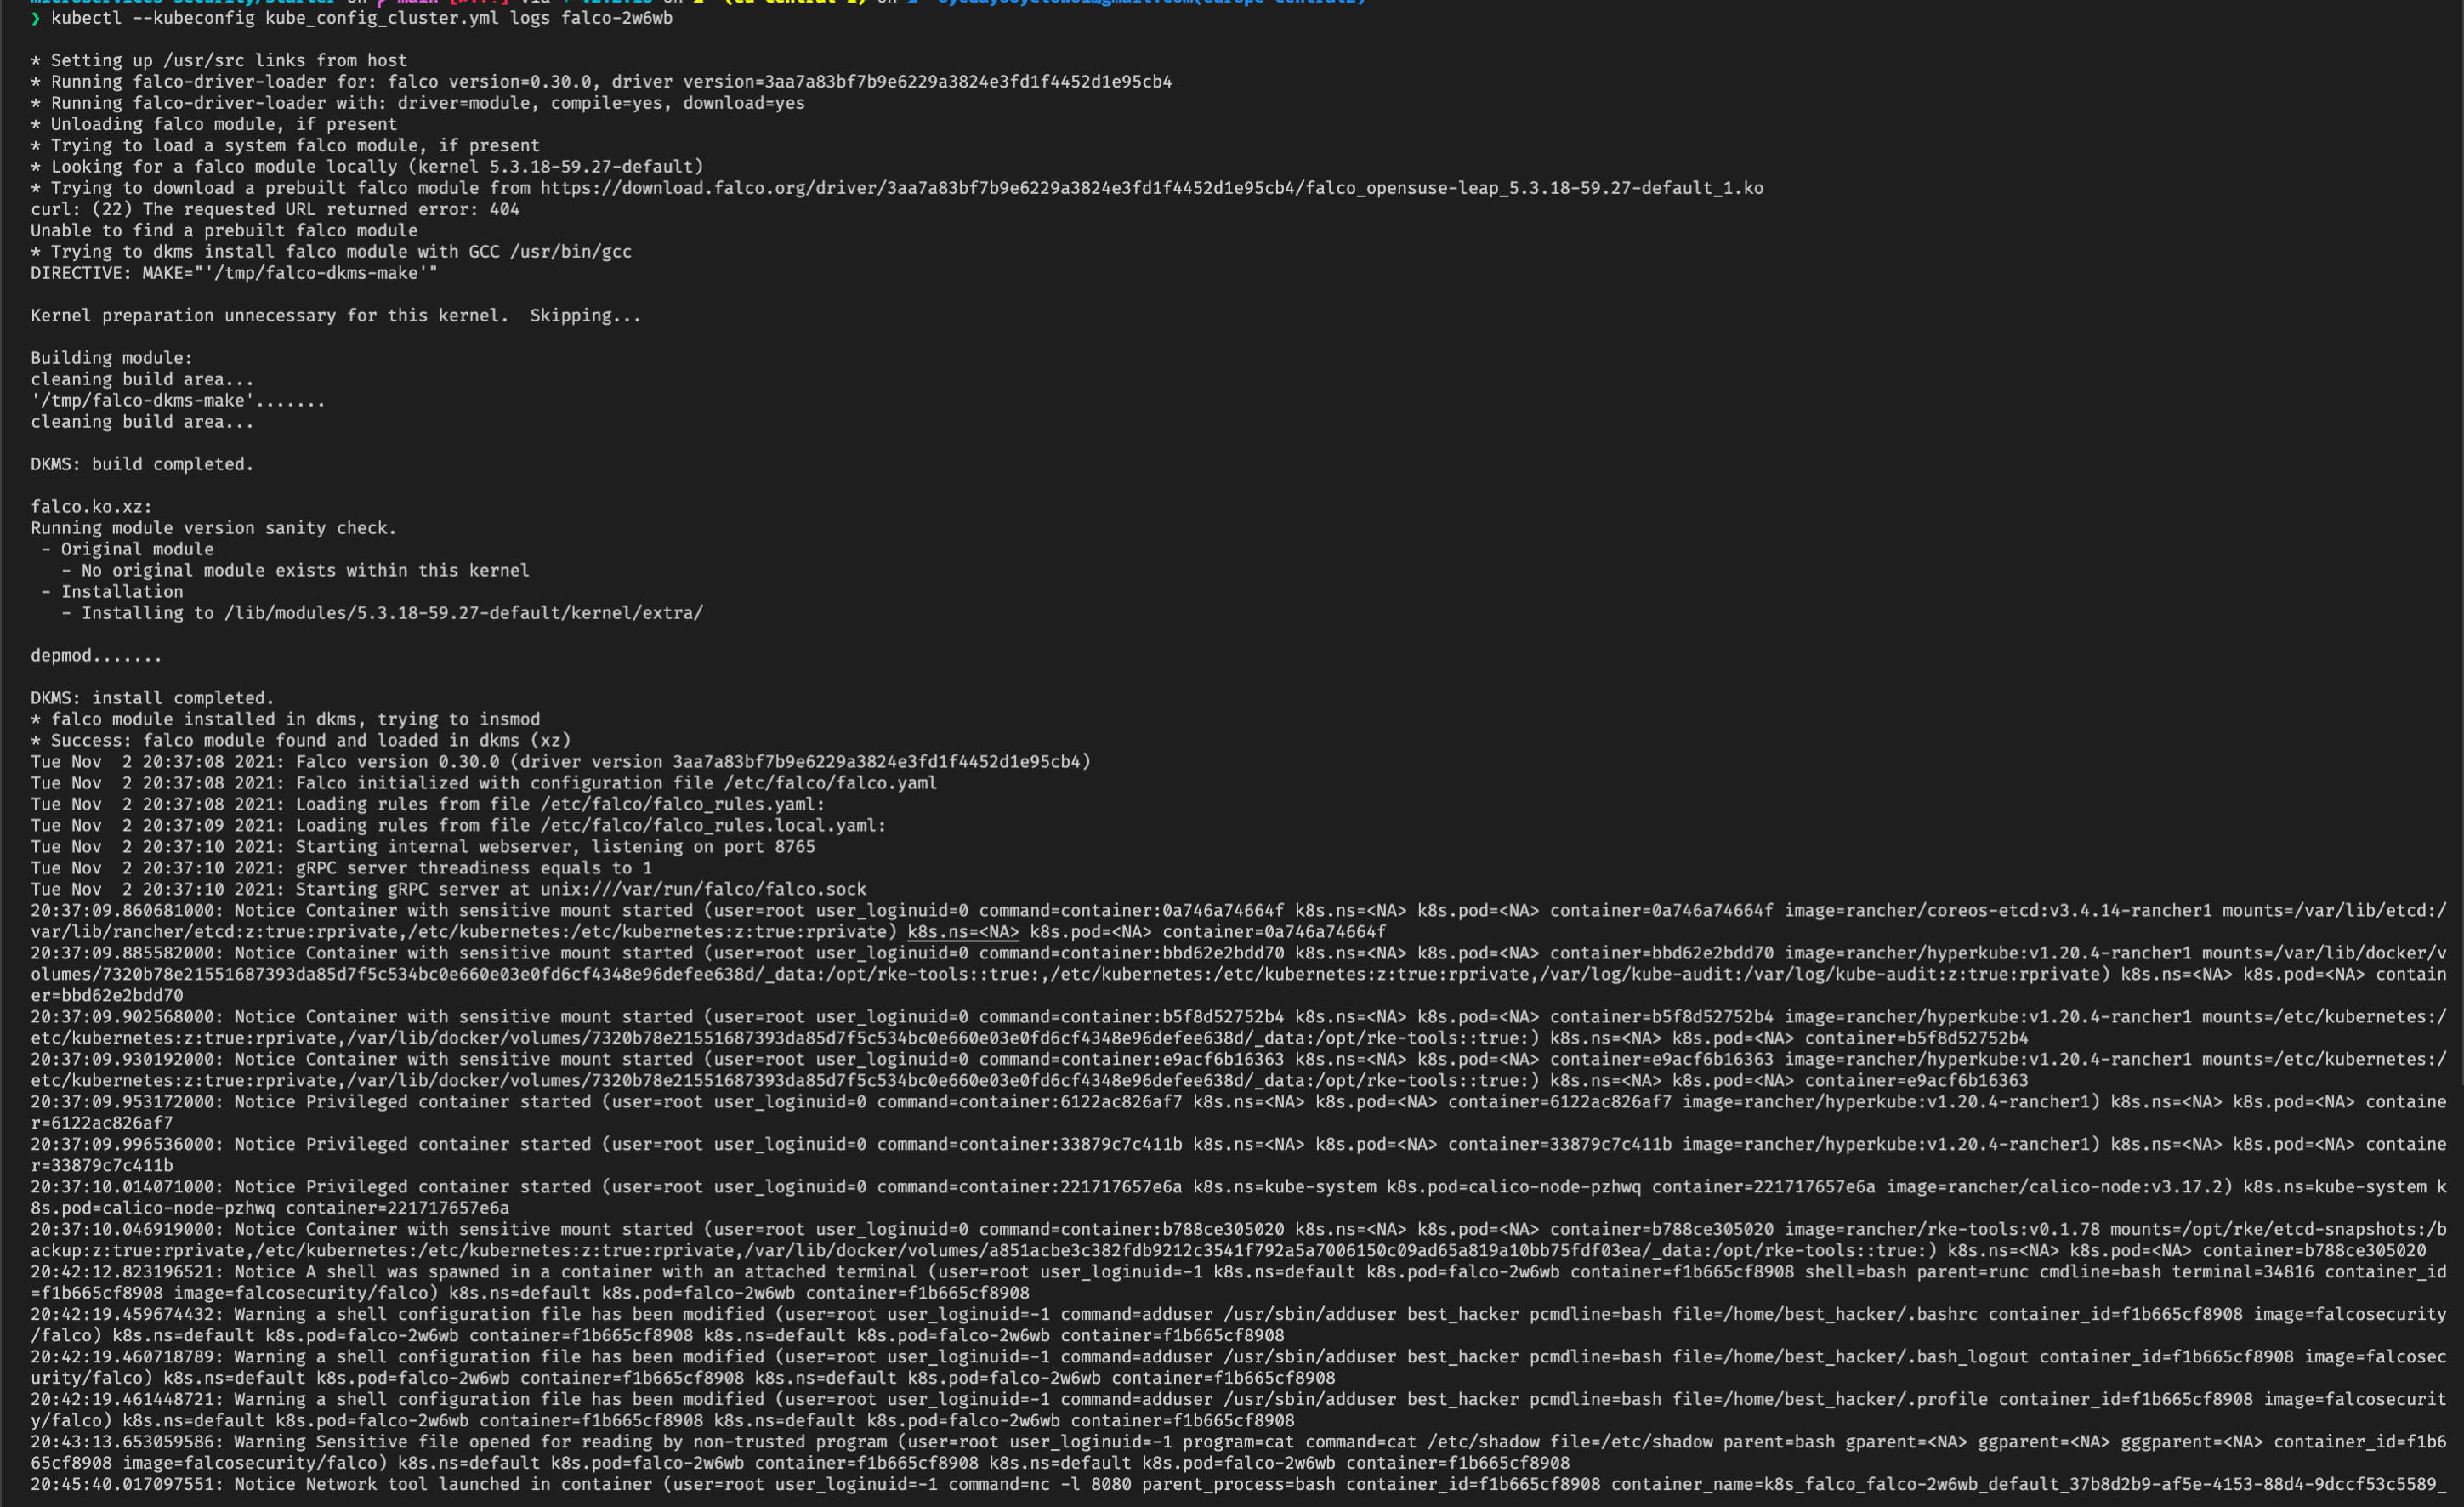 ❯ kubectl --kubeconfig kube_config_cluster.yml logs falco-2w6wb
* Setting up /usr/src links from host
* Running falco-driver-loader for: falco version=0.30.0, driver version=3aa7a83bf7b9e6229a3824e3fd1f4452d1e95cb4
* Running falco-driver-loader with: driver=module, compile=yes, download=yes
* Unloading falco module, if present
* Trying to load a system falco module, if present
* Looking for a falco module locally (kernel 5.3.18-59.27-default)
* Trying to download a prebuilt falco module from https://download.falco.org/driver/3aa7a83bf7b9e6229a3824e3fd1f4452d1e95cb4/falco_opensuse-leap_5.3.18-59.27-default_1.ko
curl: (22) The requested URL returned error: 404
Unable to find a prebuilt falco module
* Trying to dkms install falco module with GCC /usr/bin/gcc
DIRECTIVE: MAKE="'/tmp/falco-dkms-make'"
Kernel preparation unnecessary for this kernel.  Skipping...
Building module:
cleaning build area...
'/tmp/falco-dkms-make'.......
cleaning build area...
DKMS: build completed.
falco.ko.xz:
Running module version sanity check.
 - Original module
   - No original module exists within this kernel
 - Installation
   - Installing to /lib/modules/5.3.18-59.27-default/kernel/extra/
depmod.......
DKMS: install completed.
* falco module installed in dkms, trying to insmod
* Success: falco module found and loaded in dkms (xz)
Tue Nov  2 20:37:08 2021: Falco version 0.30.0 (driver version 3aa7a83bf7b9e6229a3824e3fd1f4452d1e95cb4)
Tue Nov  2 20:37:08 2021: Falco initialized with configuration file /etc/falco/falco.yaml
Tue Nov  2 20:37:08 2021: Loading rules from file /etc/falco/falco_rules.yaml:
Tue Nov  2 20:37:09 2021: Loading rules from file /etc/falco/falco_rules.local.yaml:
Tue Nov  2 20:37:10 2021: Starting internal webserver, listening on port 8765
Tue Nov  2 20:37:10 2021: gRPC server threadiness equals to 1
Tue Nov  2 20:37:10 2021: Starting gRPC server at unix:///var/run/falco/falco.sock
20:37:09.860681000: Notice Container with sensitive mount started (user=root user_loginuid=0 command=container:0a746a74664f k8s.ns=<NA> k8s.pod=<NA> container=0a746a74664f image=rancher/coreos-etcd:v3.4.14-rancher1 mounts=/var/lib/etcd:/
var/lib/rancher/etcd:z:true:rprivate,/etc/kubernetes:/etc/kubernetes:z:true:rprivate) k8s.ns=<NA> k8s.pod=<NA> container=0a746a74664f
20:37:09.885582000: Notice Container with sensitive mount started (user=root user_loginuid=0 command=container:bbd62e2bdd70 k8s.ns=<NA> k8s.pod=<NA> container=bbd62e2bdd70 image=rancher/hyperkube:v1.20.4-rancher1 mounts=/var/lib/docker/v
olumes/7320b78e21551687393da85d7f5c534bc0e660e03e0fd6cf4348e96defee638d/_data:/opt/rke-tools::true:,/etc/kubernetes:/etc/kubernetes:z:true:rprivate,/var/log/kube-audit:/var/log/kube-audit:z:true:rprivate) k8s.ns=<NA> k8s.pod=<NA> contain
er=bbd62e2bdd70
20:37:09.902568000: Notice Container with sensitive mount started (user=root user_loginuid=0 command=container:b5f8d52752b4 k8s.ns=<NA> k8s.pod=<NA> container=b5f8d52752b4 image=rancher/hyperkube:v1.20.4-rancher1 mounts=/etc/kubernetes:/
etc/kubernetes:z:true:rprivate,/var/lib/docker/volumes/7320b78e21551687393da85d7f5c534bc0e660e03e0fd6cf4348e96defee638d/_data:/opt/rke-tools::true:) k8s.ns=<NA> k8s.pod=<NA> container=b5f8d52752b4
20:37:09.930192000: Notice Container with sensitive mount started (user=root user_loginuid=0 command=container:e9acf6b16363 k8s.ns=<NA> k8s.pod=<NA> container=e9acf6b16363 image=rancher/hyperkube:v1.20.4-rancher1 mounts=/etc/kubernetes:/
etc/kubernetes:z:true:rprivate,/var/lib/docker/volumes/7320b78e21551687393da85d7f5c534bc0e660e03e0fd6cf4348e96defee638d/_data:/opt/rke-tools::true:) k8s.ns=<NA> k8s.pod=<NA> container=e9acf6b16363
20:37:09.953172000: Notice Privileged container started (user=root user_loginuid=0 command=container:6122ac826af7 k8s.ns=<NA> k8s.pod=<NA> container=6122ac826af7 image=rancher/hyperkube:v1.20.4-rancher1) k8s.ns=<NA> k8s.pod=<NA> containe
r=6122ac826af7
20:37:09.996536000: Notice Privileged container started (user=root user_loginuid=0 command=container:33879c7c411b k8s.ns=<NA> k8s.pod=<NA> container=33879c7c411b image=rancher/hyperkube:v1.20.4-rancher1) k8s.ns=<NA> k8s.pod=<NA> containe
r=33879c7c411b
20:37:10.014071000: Notice Privileged container started (user=root user_loginuid=0 command=container:221717657e6a k8s.ns=kube-system k8s.pod=calico-node-pzhwq container=221717657e6a image=rancher/calico-node:v3.17.2) k8s.ns=kube-system k
8s.pod=calico-node-pzhwq container=221717657e6a
20:37:10.046919000: Notice Container with sensitive mount started (user=root user_loginuid=0 command=container:b788ce305020 k8s.ns=<NA> k8s.pod=<NA> container=b788ce305020 image=rancher/rke-tools:v0.1.78 mounts=/opt/rke/etcd-snapshots:/b
ackup:z:true:rprivate,/etc/kubernetes:/etc/kubernetes:z:true:rprivate,/var/lib/docker/volumes/a851acbe3c382fdb9212c3541f792a5a7006150c09ad65a819a10bb75fdf03ea/_data:/opt/rke-tools::true:) k8s.ns=<NA> k8s.pod=<NA> container=b788ce305020
20:42:12.823196521: Notice A shell was spawned in a container with an attached terminal (user=root user_loginuid=-1 k8s.ns=default k8s.pod=falco-2w6wb container=f1b665cf8908 shell=bash parent=runc cmdline=bash terminal=34816 container_id
=f1b665cf8908 image=falcosecurity/falco) k8s.ns=default k8s.pod=falco-2w6wb container=f1b665cf8908
20:42:19.459674432: Warning a shell configuration file has been modified (user=root user_loginuid=-1 command=adduser /usr/sbin/adduser best_hacker pcmdline=bash file=/home/best_hacker/.bashrc container_id=f1b665cf8908 image=falcosecurity
/falco) k8s.ns=default k8s.pod=falco-2w6wb container=f1b665cf8908 k8s.ns=default k8s.pod=falco-2w6wb container=f1b665cf8908
20:42:19.460718789: Warning a shell configuration file has been modified (user=root user_loginuid=-1 command=adduser /usr/sbin/adduser best_hacker pcmdline=bash file=/home/best_hacker/.bash_logout container_id=f1b665cf8908 image=falcosec
urity/falco) k8s.ns=default k8s.pod=falco-2w6wb container=f1b665cf8908 k8s.ns=default k8s.pod=falco-2w6wb container=f1b665cf8908
20:42:19.461448721: Warning a shell configuration file has been modified (user=root user_loginuid=-1 command=adduser /usr/sbin/adduser best_hacker pcmdline=bash file=/home/best_hacker/.profile container_id=f1b665cf8908 image=falcosecurit
y/falco) k8s.ns=default k8s.pod=falco-2w6wb container=f1b665cf8908 k8s.ns=default k8s.pod=falco-2w6wb container=f1b665cf8908
20:43:13.653059586: Warning Sensitive file opened for reading by non-trusted program (user=root user_loginuid=-1 program=cat command=cat /etc/shadow file=/etc/shadow parent=bash gparent=<NA> ggparent=<NA> gggparent=<NA> container_id=f1b6
65cf8908 image=falcosecurity/falco) k8s.ns=default k8s.pod=falco-2w6wb container=f1b665cf8908 k8s.ns=default k8s.pod=falco-2w6wb container=f1b665cf8908
20:45:40.017097551: Notice Network tool launched in container (user=root user_loginuid=-1 command=nc -l 8080 parent_process=bash container_id=f1b665cf8908 container_name=k8s_falco_falco-2w6wb_default_37b8d2b9-af5e-4153-88d4-9dccf53c5589_